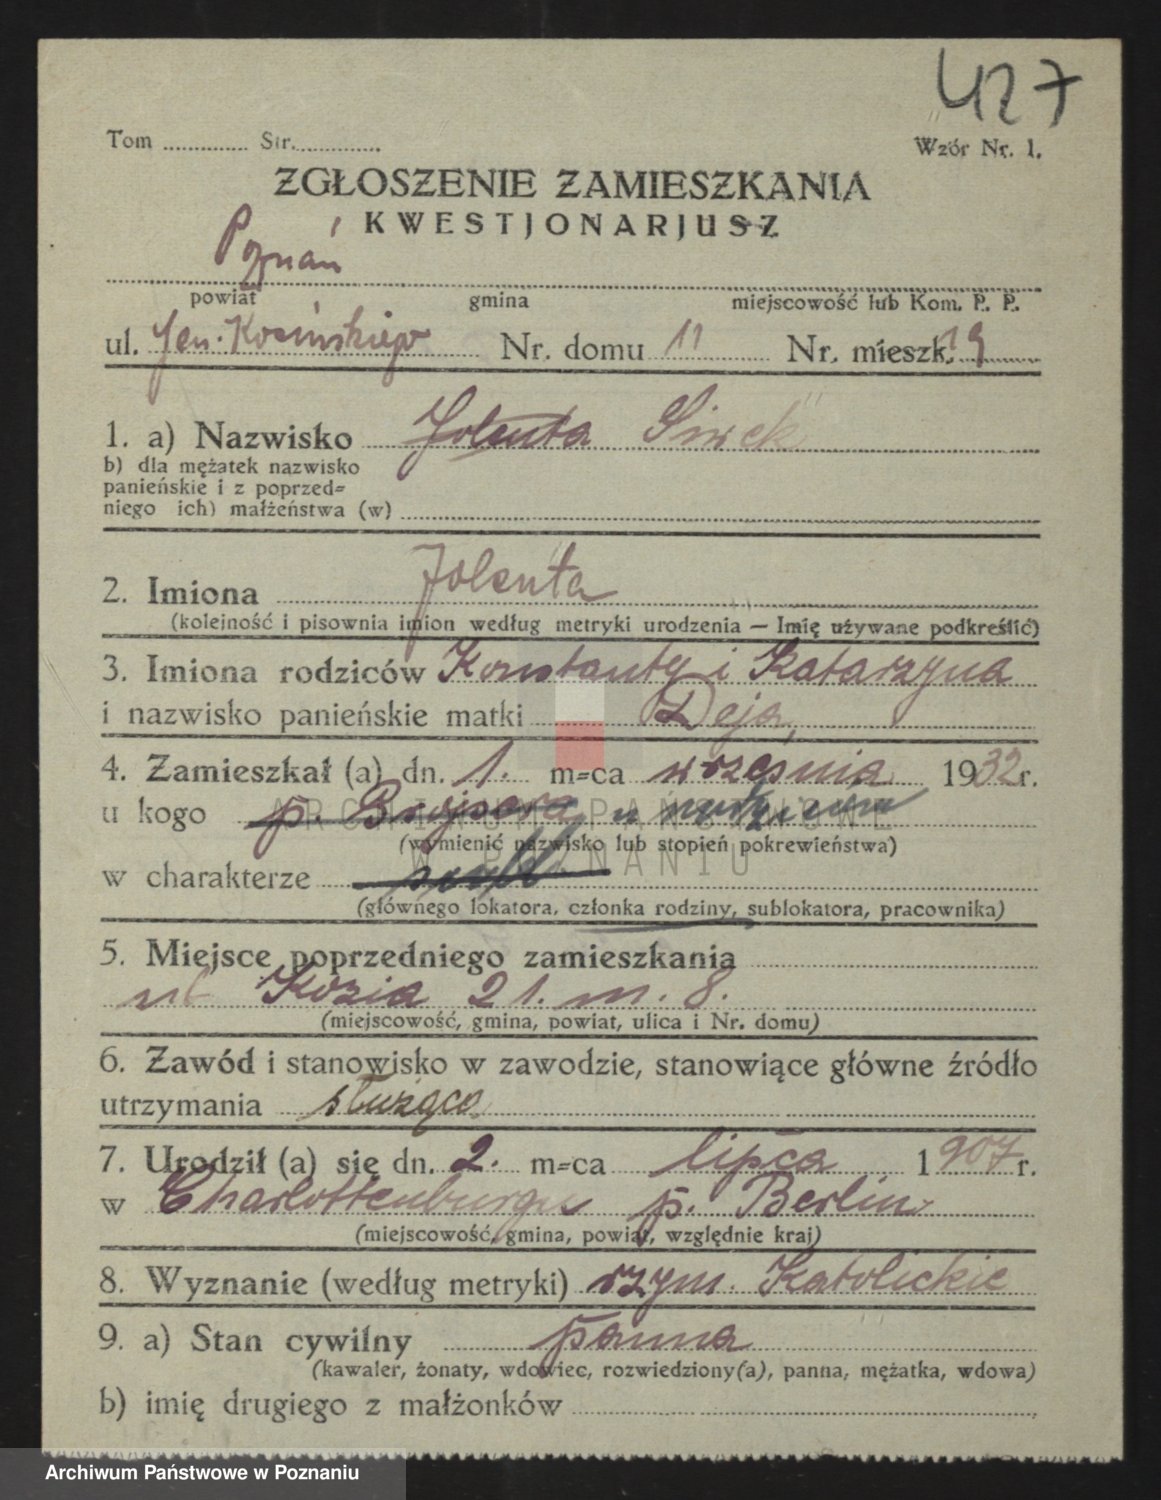 427
Tom ............ Str. ............
Wzór Nr. 1.
ZGŁOSZENIE ZAMIESZKANIA
KWESTJONARJUSZ
Poznań
powiat gmina miejscowość lub Kom. P. P.
ul. Gen. Kosińskiego Nr. domu 11 Nr. mieszk. 19
1. a) Nazwisko Jolenta Siwek
b) dla mężatek nazwisko
panieńskie i z poprzed=
niego ich) małżeństwa (w)
2. Imiona Jolenta
(kolejność i pisownia imion według metryki urodzenia — Imię używane podkreślić)
3. Imiona rodziców Konstanty i Katarzyna
i nazwisko panieńskie matki Deja,
4. Zamieszkał (a) dn. 1. m=ca września 1932 r.
u kogo p. u rodziców
(wymienić nazwisko lub stopień pokrewieństwa)
w charakterze subl.
(głównego lokatora, członka rodziny, sublokatora, pracownika)
5. Miejsce poprzedniego zamieszkania
ul Kozia 21. m. 8.
(miejscowość, gmina, powiat, ulica i Nr. domu)
6. Zawód i stanowisko w zawodzie, stanowiące główne źródło
utrzymania służąca
7. Urodził (a) się dn. 2. m=ca lipca 1907 r.
w Charlottenburgu p. Berlin
(miejscowość, gmina, powiat, względnie kraj)
8. Wyznanie (według metryki) rzym. Katolickie
9. a) Stan cywilny panna
(kawaler, żonaty, wdowiec, rozwiedziony(a), panna, mężatka, wdowa)
b) imię drugiego z małżonków
ARCHIWUM PAŃSTWOWE
W POZNANIU
Archiwum Państwowe w Poznaniu